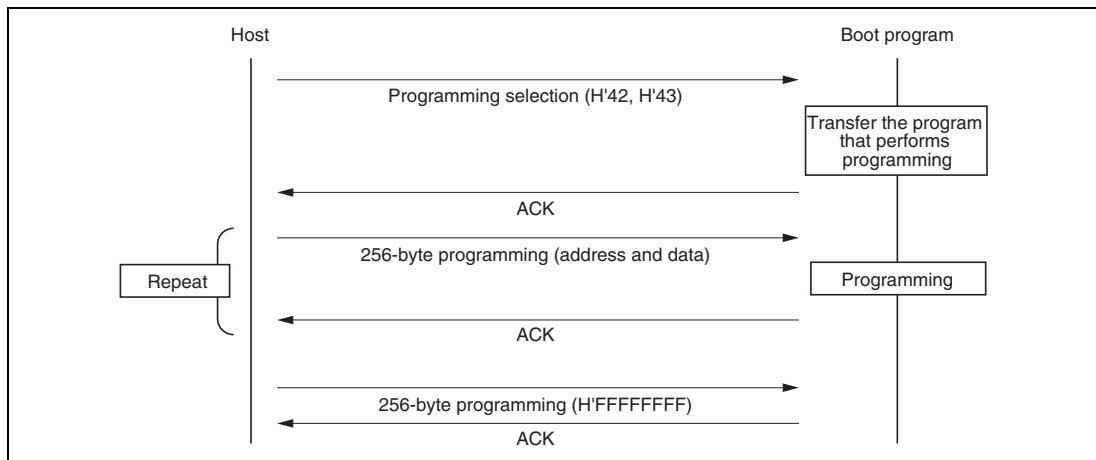 Host
Boot program
Programming selection (H'42, H'43)
Transfer the program
that performs
programming
ACK
256-byte programming (address and data)
Repeat
Programming
ACK
256-byte programming (H'FFFFFFFF)
ACK